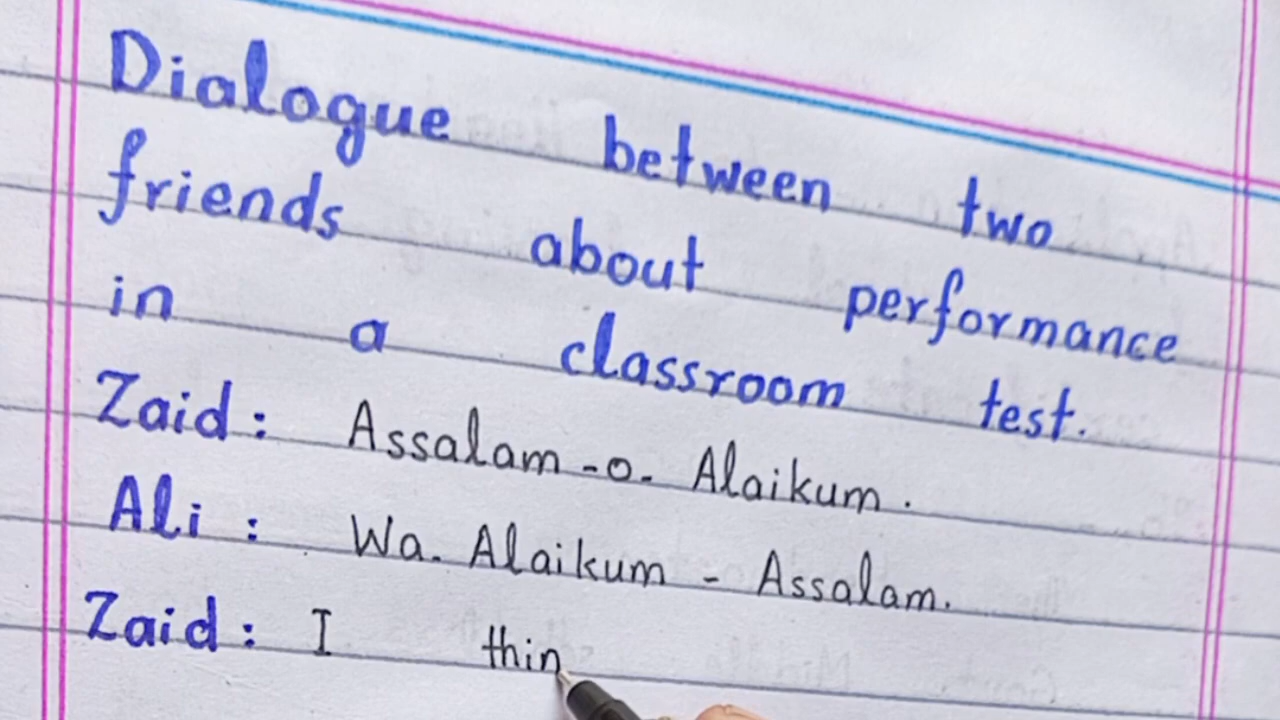 Dialogue between two
friends about performance
in a classroom test.
Zaid: Assalam-o-Alaikum.
Ali: Wa. Alaikum - Assalam.
Zaid: I thin